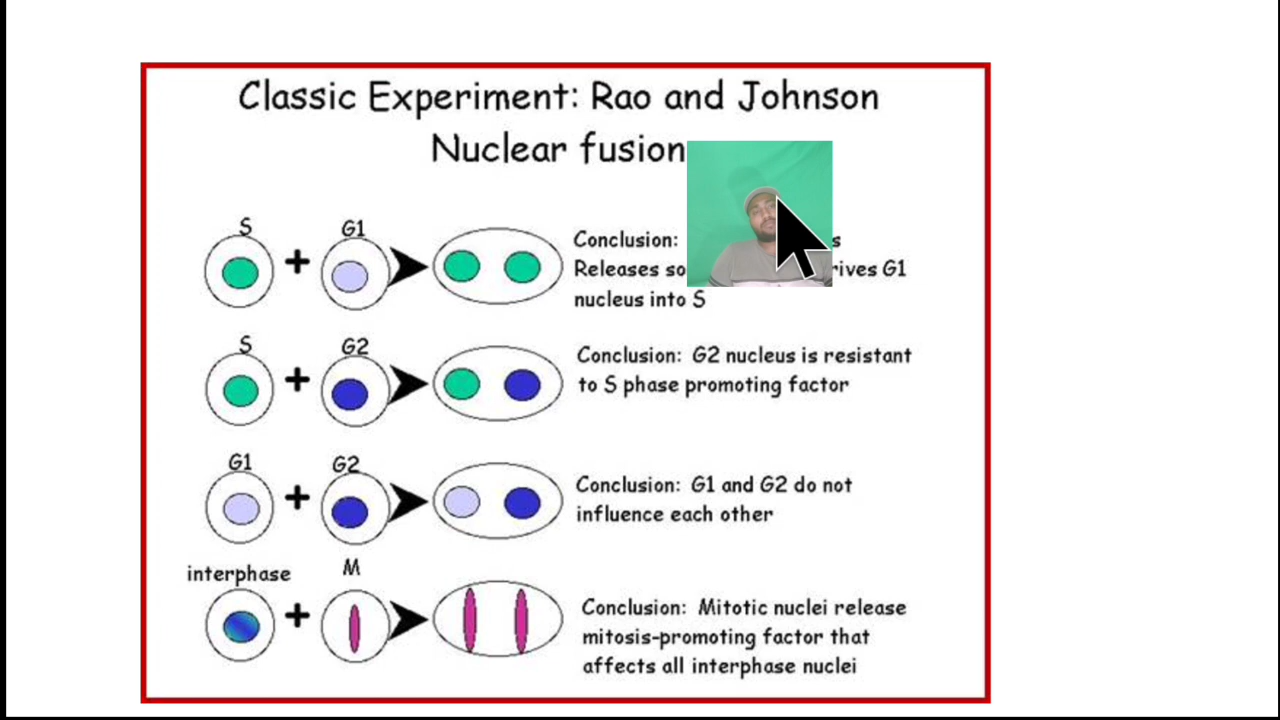 Classic Experiment: Rao and Johnson
Nuclear fusion
S
G1
Conclusion:
Releases G1
nucleus into S
S
G2
Conclusion: G2 nucleus is resistant
to S phase promoting factor
G1
G2
Conclusion: G1 and G2 do not
influence each other
interphase
M
Conclusion: Mitotic nuclei release
mitosis-promoting factor that
affects all interphase nuclei